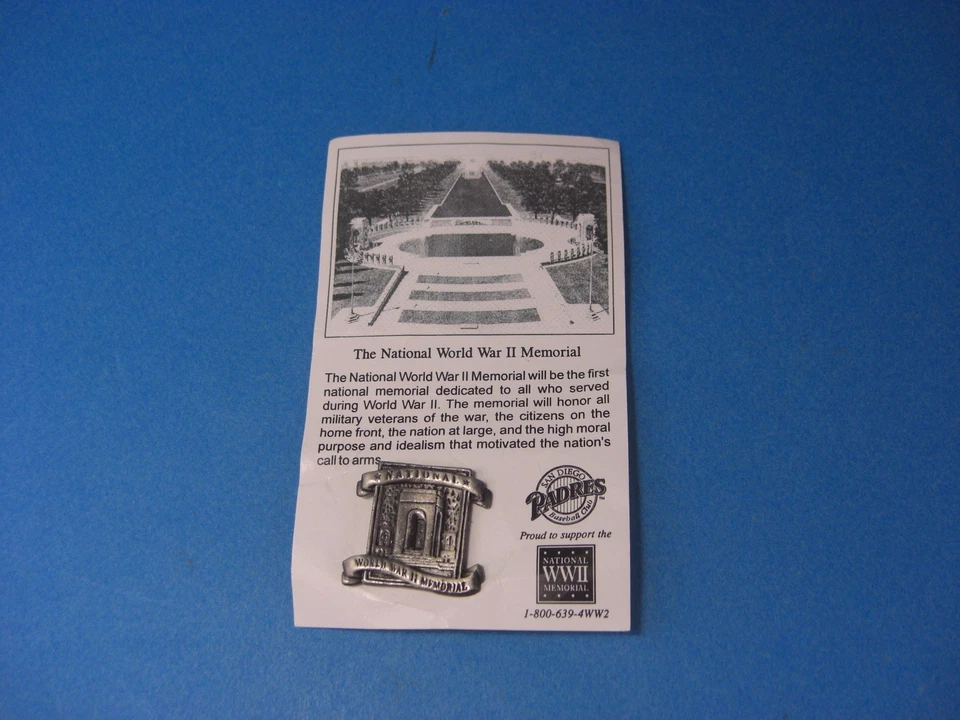 The National World War II Memorial
The National World War II Memorial will be the first
national memorial dedicated to all who served
during World War II. The memorial will honor all
military veterans of the war, the citizens on the
home front, the nation at large, and the high moral
purpose and idealism that motivated the nation's
call to arms
NATIONAL
WORLD WAR II MEMORIAL
SAN DIEGO
PADRES
Baseball Club
Proud to support the
NATIONAL
WWII
MEMORIAL
1-800-639-4WW2